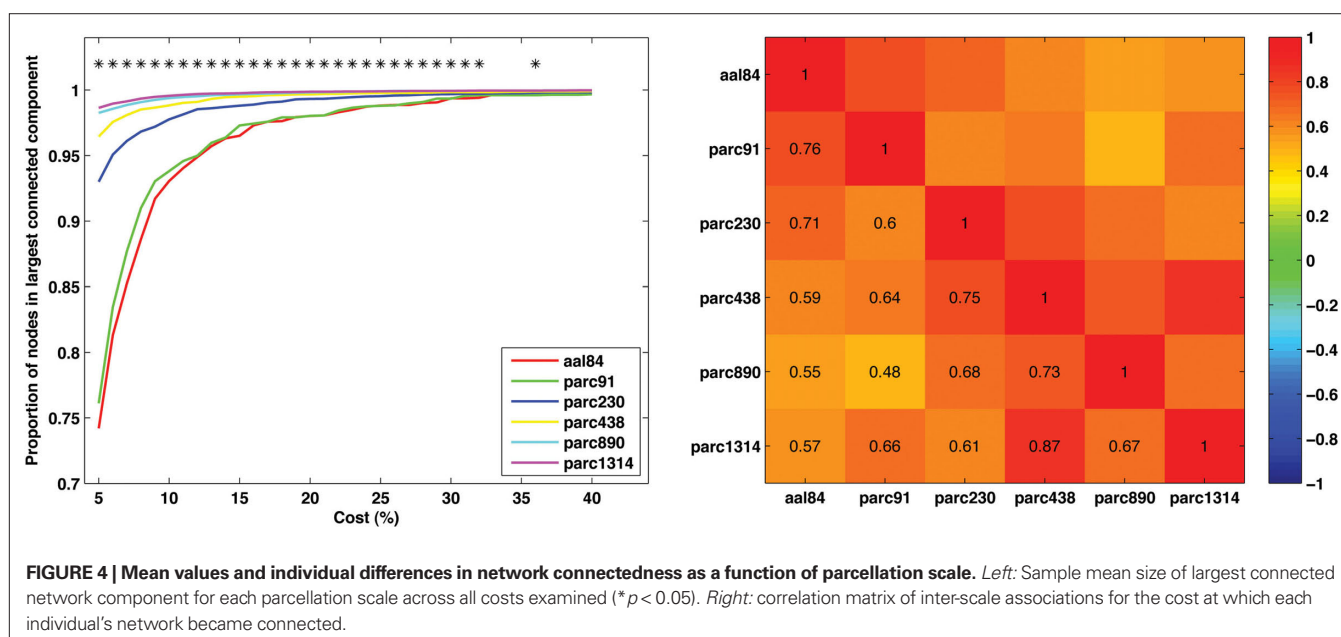 * * * * * * * * * * * * * * * * * * * * * * * * * * * * *
Proportion of nodes in largest connected component
1
0.95
0.9
0.85
0.8
0.75
0.7
aal84
parc91
parc230
parc438
parc890
parc1314
5 10 15 20 25 30 35 40
Cost (%)
aal84 1
parc91 0.76 1
parc230 0.71 0.6 1
parc438 0.59 0.64 0.75 1
parc890 0.55 0.48 0.68 0.73 1
parc1314 0.57 0.66 0.61 0.87 0.67 1
aal84 parc91 parc230 parc438 parc890 parc1314
1
0.8
0.6
0.4
0.2
0
−0.2
−0.4
−0.6
−0.8
−1
FIGURE 4 | Mean values and individual differences in network connectedness as a function of parcellation scale. Left: Sample mean size of largest connected
network component for each parcellation scale across all costs examined (*p < 0.05). Right: correlation matrix of inter-scale associations for the cost at which each
individual's network became connected.